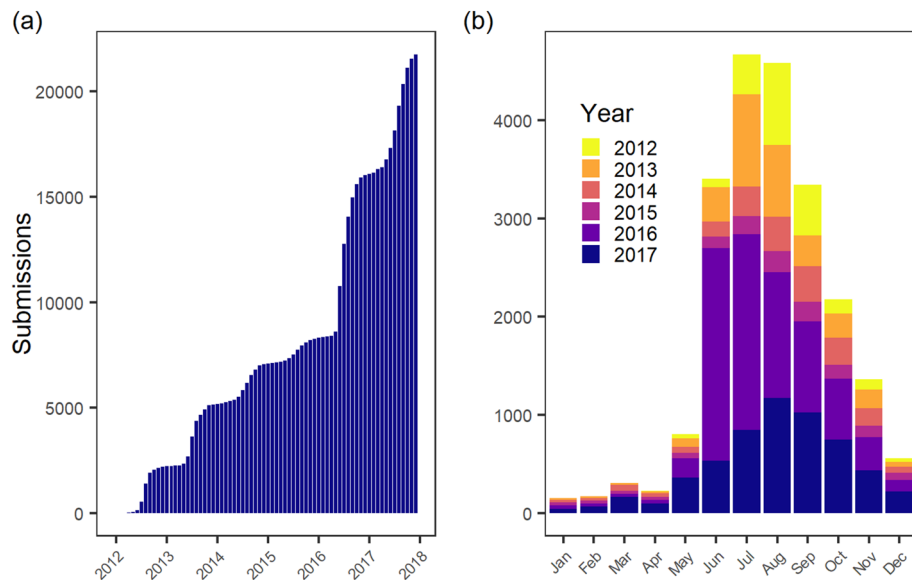 (a)
Submissions
20000
15000
10000
5000
0
2012
2013
2014
2015
2016
2017
2018
(b)
4000
3000
2000
1000
0
Year
2012
2013
2014
2015
2016
2017
Jan
Feb
Mar
Apr
May
Jun
Jul
Aug
Sep
Oct
Nov
Dec